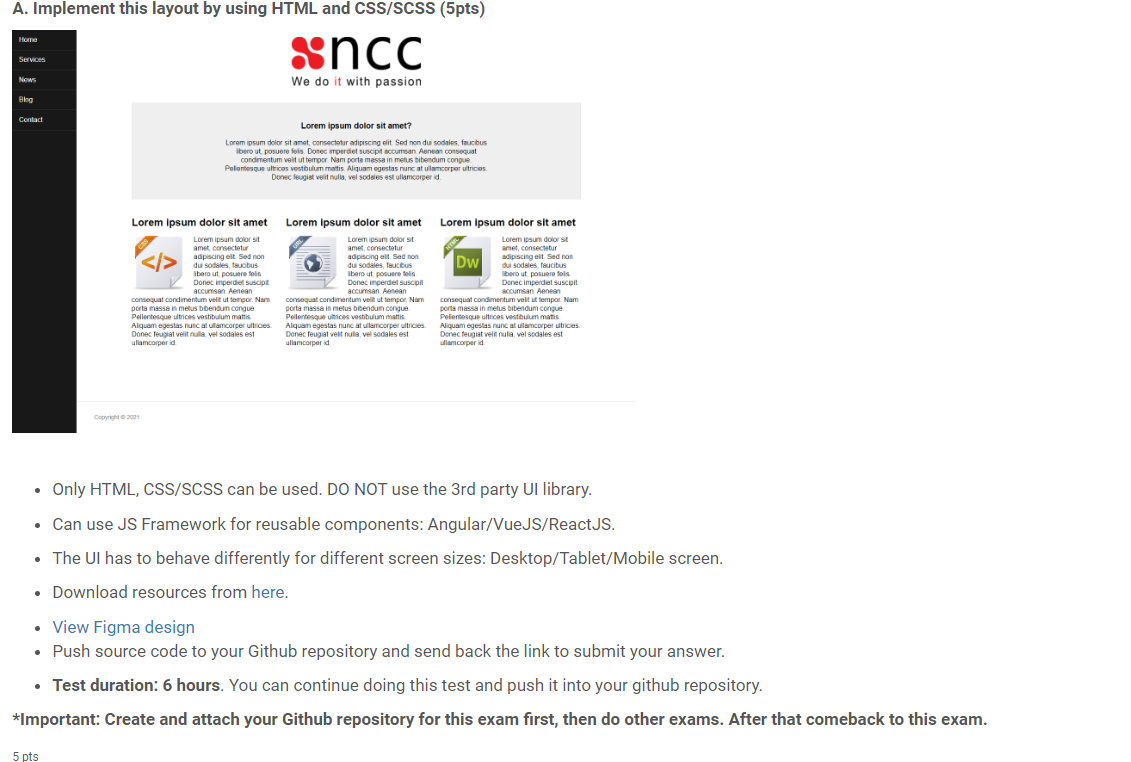 A. Implement this layout by using HTML and CSS/SCSS (5pts)
Home
Services
News
Blog
Contact
ncc
We do it with passion
Lorem ipsum dolor sit amet?
Lorem ipsum dolor sit amet, consectetur adipiscing elit. Sed non dui sodales, faucibus
libero ut, posuere felis. Donec imperdiet suscipit accumsan. Aenean consequat
condimentum velit ut tempor. Nam porta massa in metus bibendum congue.
Pellentesque ultrices vestibulum mattis. Aliquam egestas nunc at ullamcorper ultricies.
Donec feugiat velit nulla, vel sodales est ullamcorper id.
Lorem ipsum dolor sit amet
CSS
</>
Lorem ipsum dolor sit
amet, consectetur
adipiscing elit. Sed non
dui sodales, faucibus
libero ut, posuere felis.
Donec imperdiet suscipit
accumsan. Aenean
consequat condimentum velit ut tempor. Nam
porta massa in metus bibendum congue.
Pellentesque ultrices vestibulum mattis.
Aliquam egestas nunc at ullamcorper ultricies.
Donec feugiat velit nulla, vel sodales est
ullamcorper id.
Lorem ipsum dolor sit amet
URL
Lorem ipsum dolor sit
amet, consectetur
adipiscing elit. Sed non
dui sodales, faucibus
libero ut, posuere felis.
Donec imperdiet suscipit
accumsan. Aenean
consequat condimentum velit ut tempor. Nam
porta massa in metus bibendum congue.
Pellentesque ultrices vestibulum mattis.
Aliquam egestas nunc at ullamcorper ultricies.
Donec feugiat velit nulla, vel sodales est
ullamcorper id.
Lorem ipsum dolor sit amet
HTML
Dw
Lorem ipsum dolor sit
amet, consectetur
adipiscing elit. Sed non
dui sodales, faucibus
libero ut, posuere felis.
Donec imperdiet suscipit
accumsan. Aenean
consequat condimentum velit ut tempor. Nam
porta massa in metus bibendum congue.
Pellentesque ultrices vestibulum mattis.
Aliquam egestas nunc at ullamcorper ultricies.
Donec feugiat velit nulla, vel sodales est
ullamcorper id.
Copyright © 2021
• Only HTML, CSS/SCSS can be used. DO NOT use the 3rd party UI library.
• Can use JS Framework for reusable components: Angular/VueJS/ReactJS.
• The UI has to behave differently for different screen sizes: Desktop/Tablet/Mobile screen.
• Download resources from here.
• View Figma design
• Push source code to your Github repository and send back the link to submit your answer.
• Test duration: 6 hours. You can continue doing this test and push it into your github repository.
*Important: Create and attach your Github repository for this exam first, then do other exams. After that comeback to this exam.
5 pts